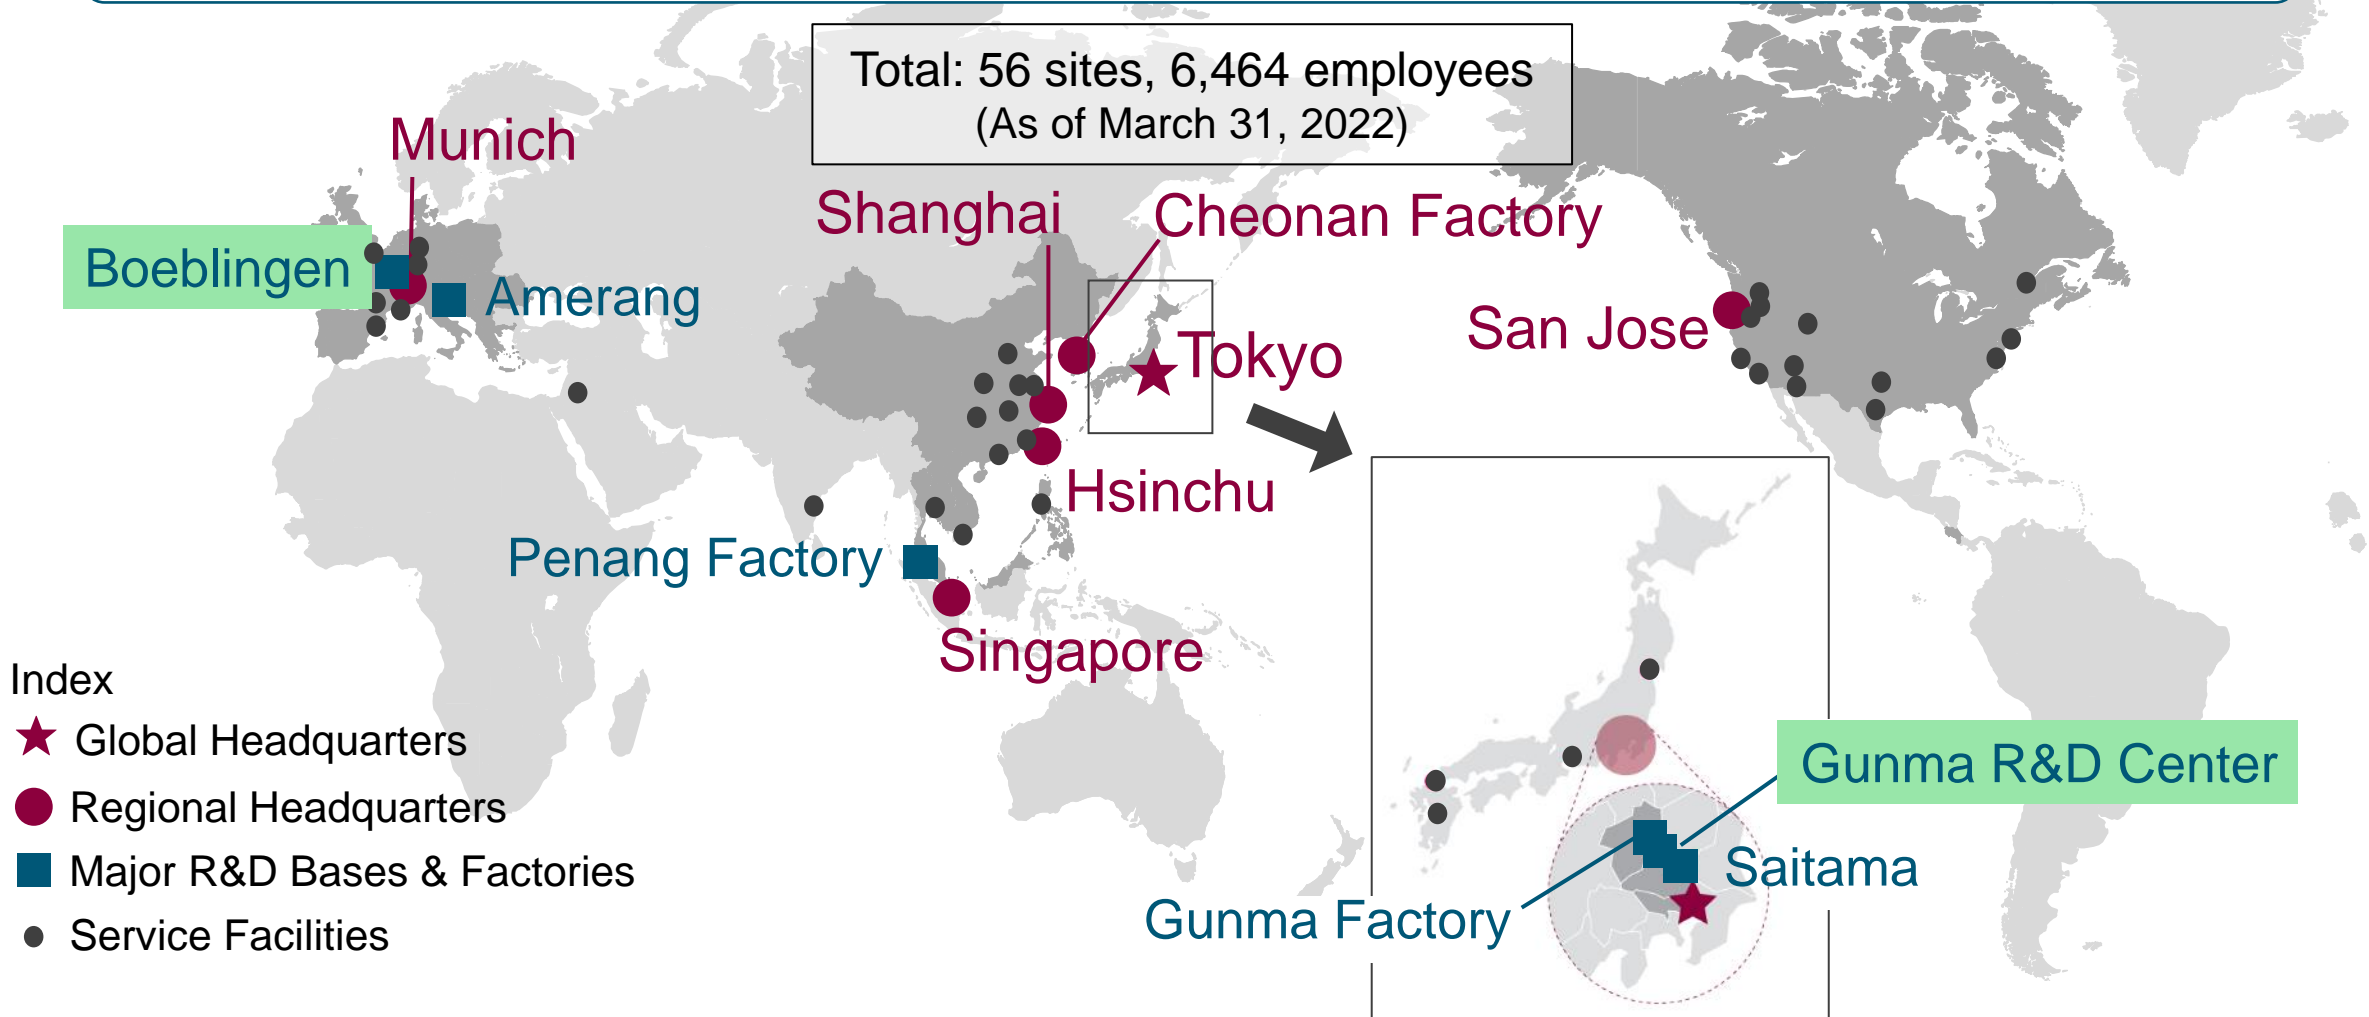 Total: 56 sites, 6,464 employees
(As of March 31, 2022)
Munich
Shanghai
Cheonan Factory
Boeblingen
Amerang
San Jose
Tokyo
Hsinchu
Penang Factory
Singapore
Index
Global Headquarters
Regional Headquarters
Major R&D Bases & Factories
Service Facilities
Gunma R&D Center
Saitama
Gunma Factory